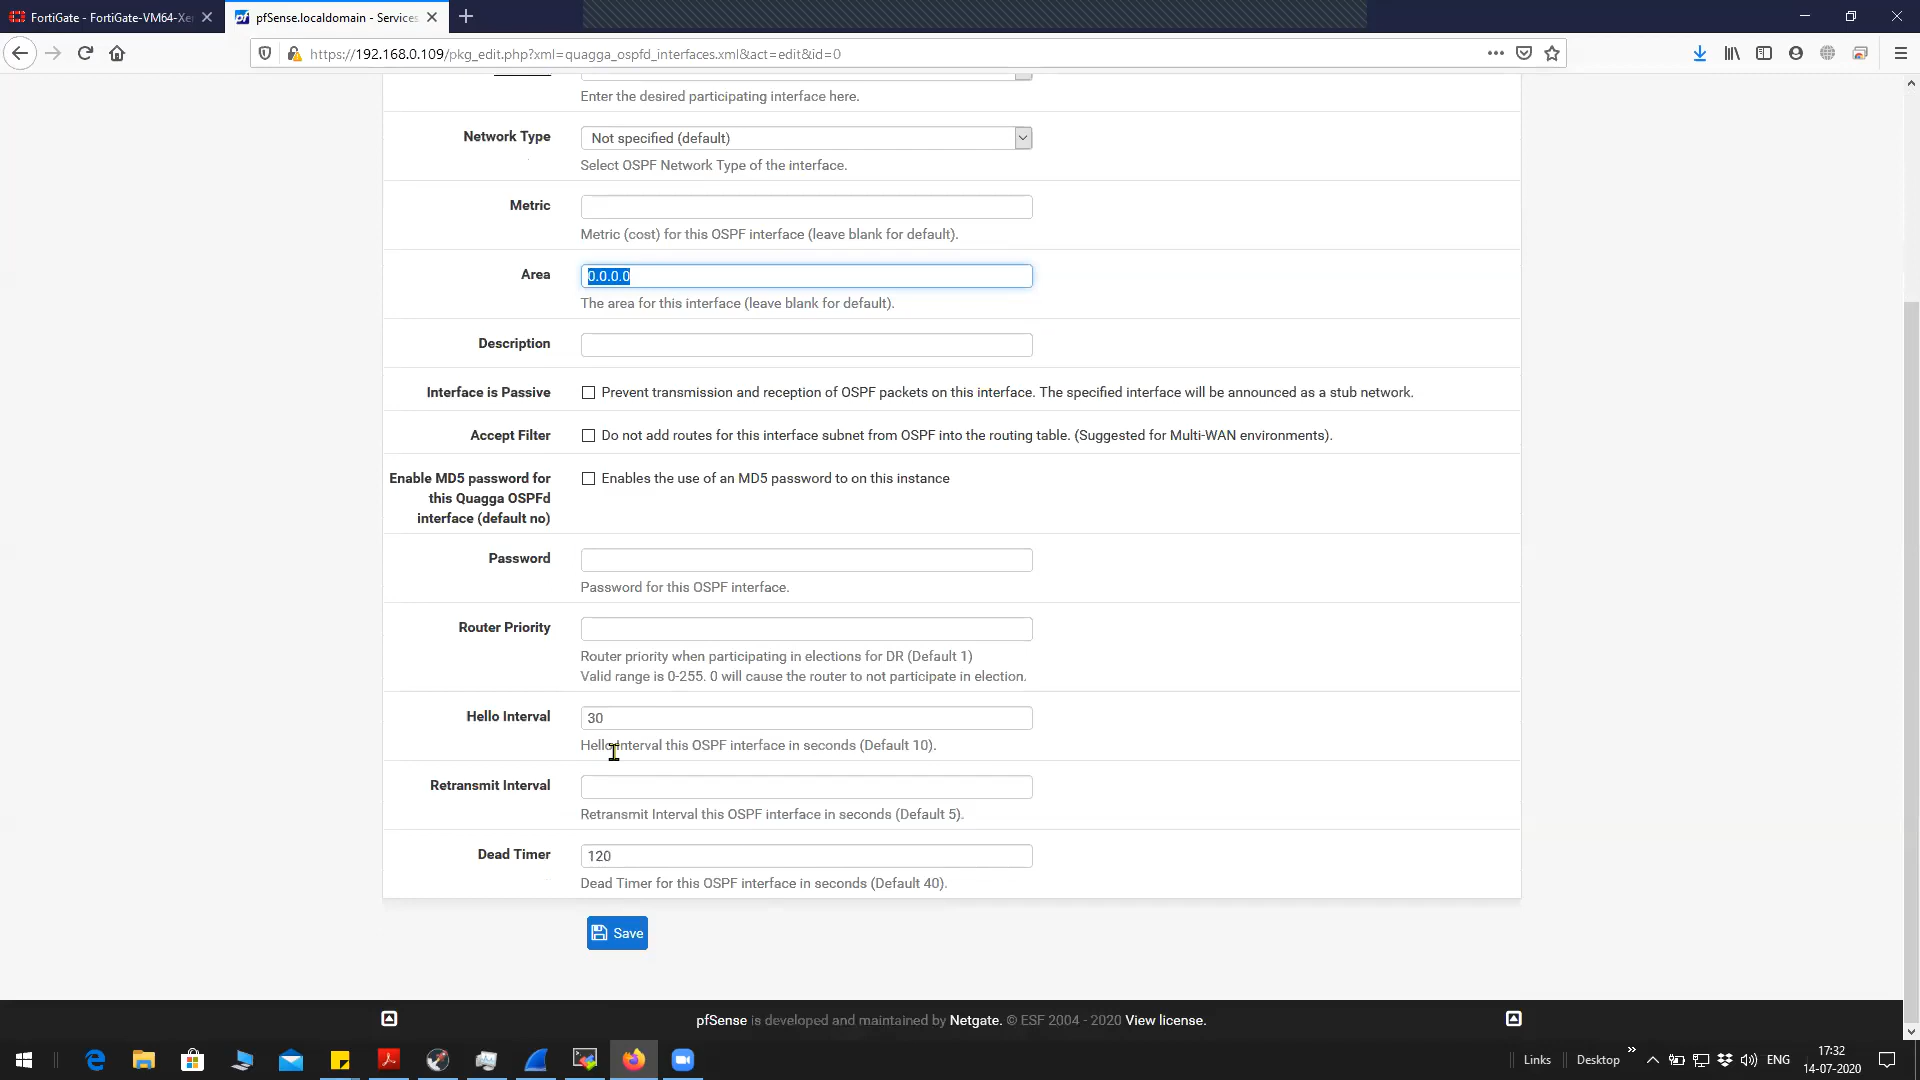 FortiGate - FortiGate-VM64-Xen
pfSense.localdomain - Services:
https://192.168.0.109/pkg_edit.php?xml=quagga_ospfd_interfaces.xml&act=edit&id=0
Enter the desired participating interface here.
Network Type
Not specified (default)
Select OSPF Network Type of the interface.
Metric
Metric (cost) for this OSPF interface (leave blank for default).
Area
0.0.0.0
The area for this interface (leave blank for default).
Description
Interface is Passive
Prevent transmission and reception of OSPF packets on this interface. The specified interface will be announced as a stub network.
Accept Filter
Do not add routes for this interface subnet from OSPF into the routing table. (Suggested for Multi-WAN environments).
Enable MD5 password for
this Quagga OSPFd
interface (default no)
Enables the use of an MD5 password to on this instance
Password
Password for this OSPF interface.
Router Priority
Router priority when participating in elections for DR (Default 1)
Valid range is 0-255. 0 will cause the router to not participate in election.
Hello Interval
30
Hello Interval this OSPF interface in seconds (Default 10).
Retransmit Interval
Retransmit Interval this OSPF interface in seconds (Default 5).
Dead Timer
120
Dead Timer for this OSPF interface in seconds (Default 40).
Save
pfSense is developed and maintained by Netgate. © ESF 2004 - 2020 View license.
Links
Desktop
ENG
17:32
14-07-2020